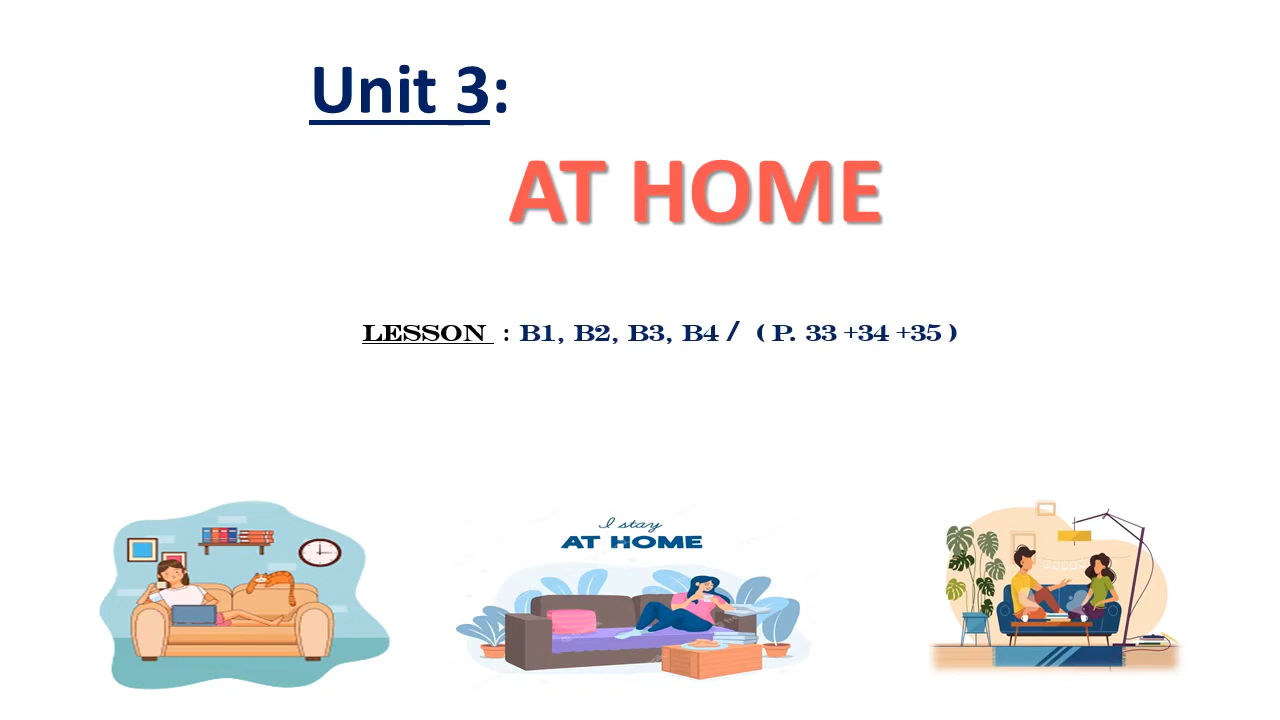 Unit 3:
AT HOME
LESSON : B1, B2, B3, B4 / ( P. 33 +34 +35 )
I stay
AT HOME